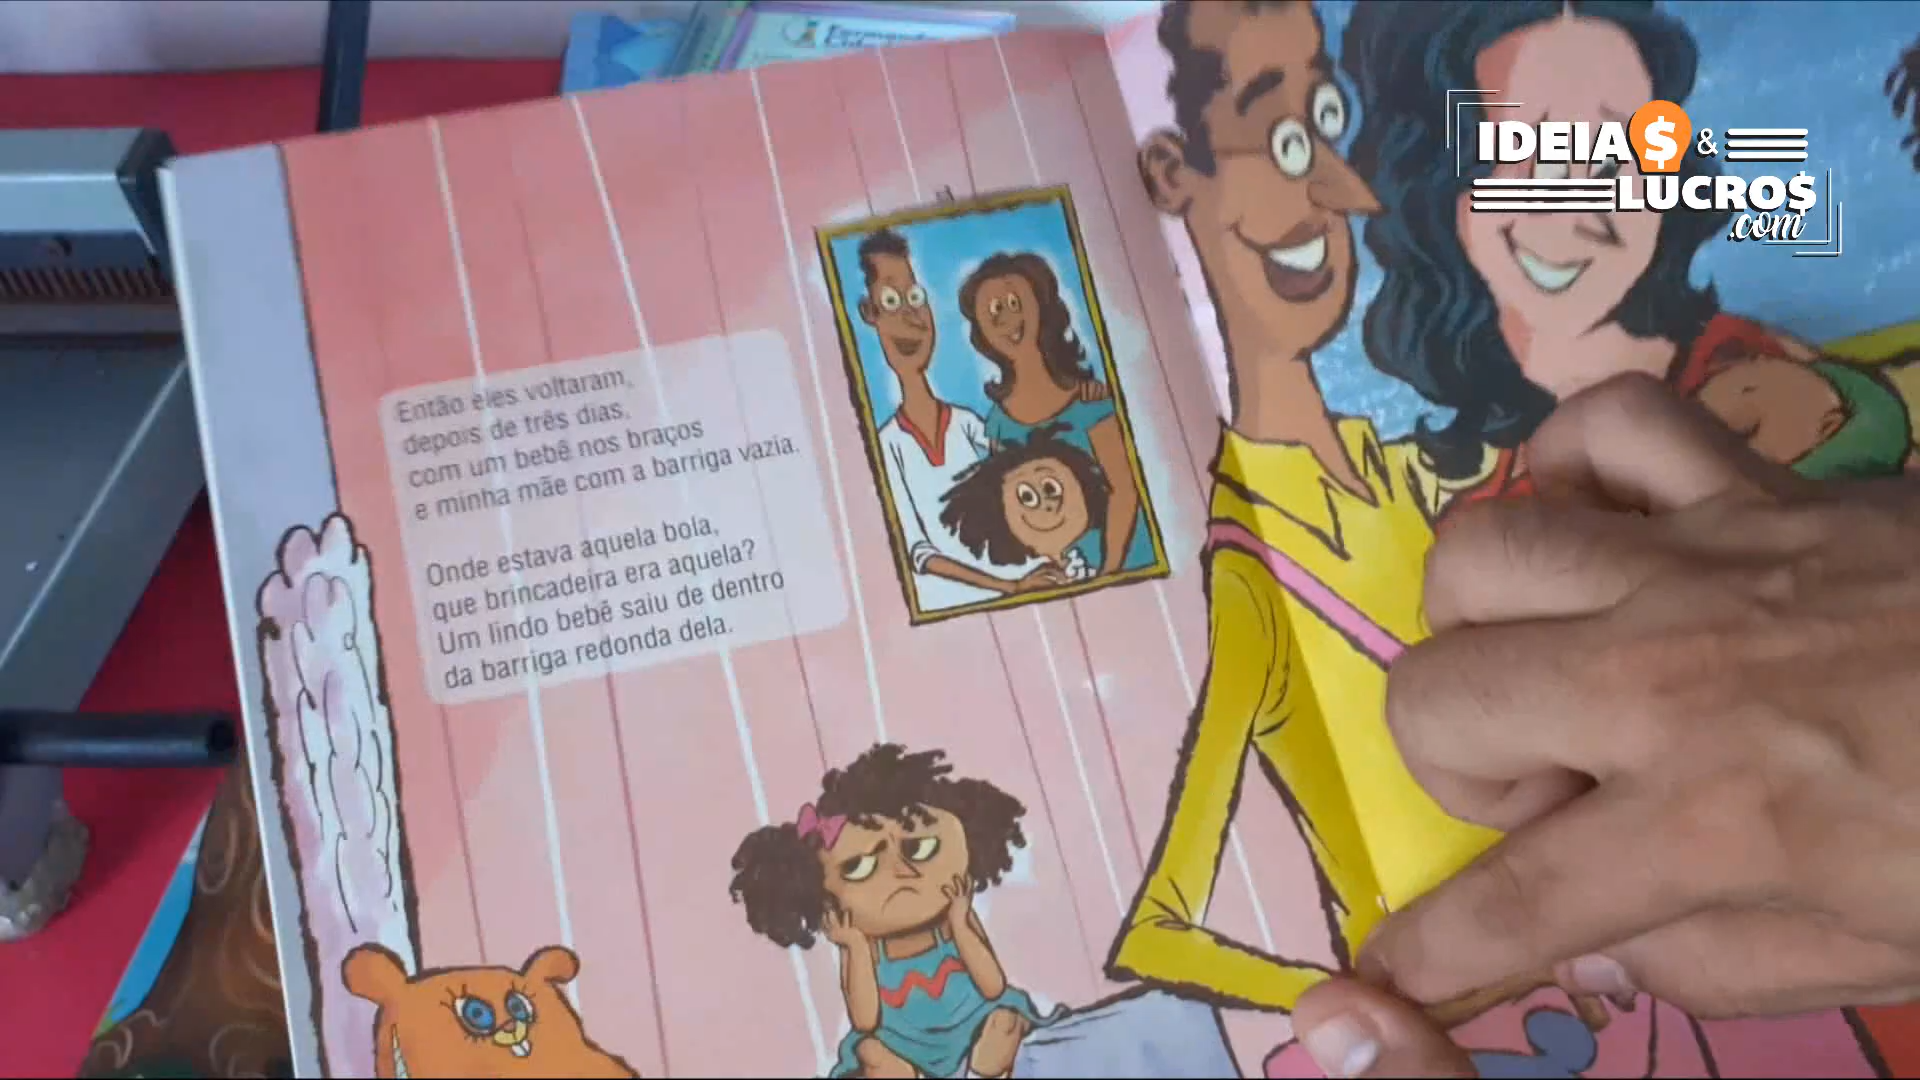 Então eles voltaram,
depois de três dias,
com um bebê nos braços
e minha mãe com a barriga vazia.
Onde estava aquela bola,
que brincadeira era aquela?
Um lindo bebê saiu de dentro
da barriga redonda dela.
IDEIA$ &
LUCRO$
.com